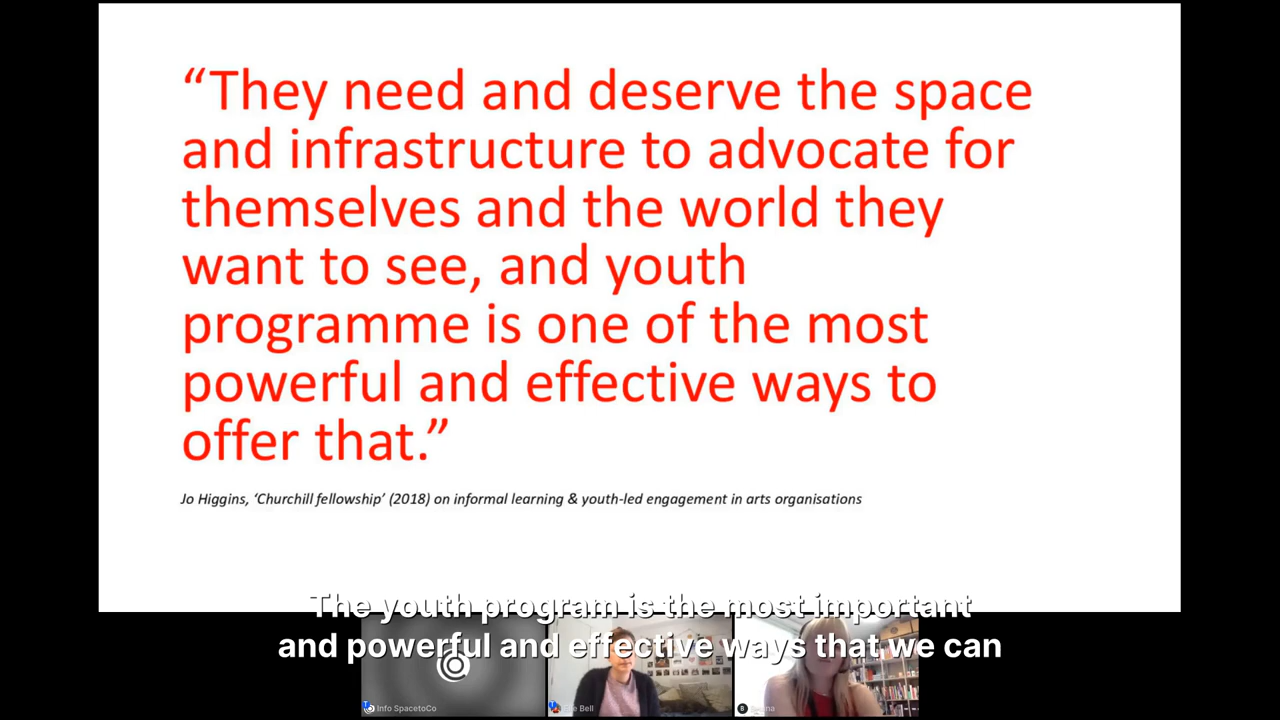 “They need and deserve the space
and infrastructure to advocate for
themselves and the world they
want to see, and youth
programme is one of the most
powerful and effective ways to
offer that.”
Jo Higgins, ‘Churchill fellowship’ (2018) on informal learning & youth-led engagement in arts organisations
The youth program is the most important
and powerful and effective ways that we can
Info SpacetoCo
Bell
B